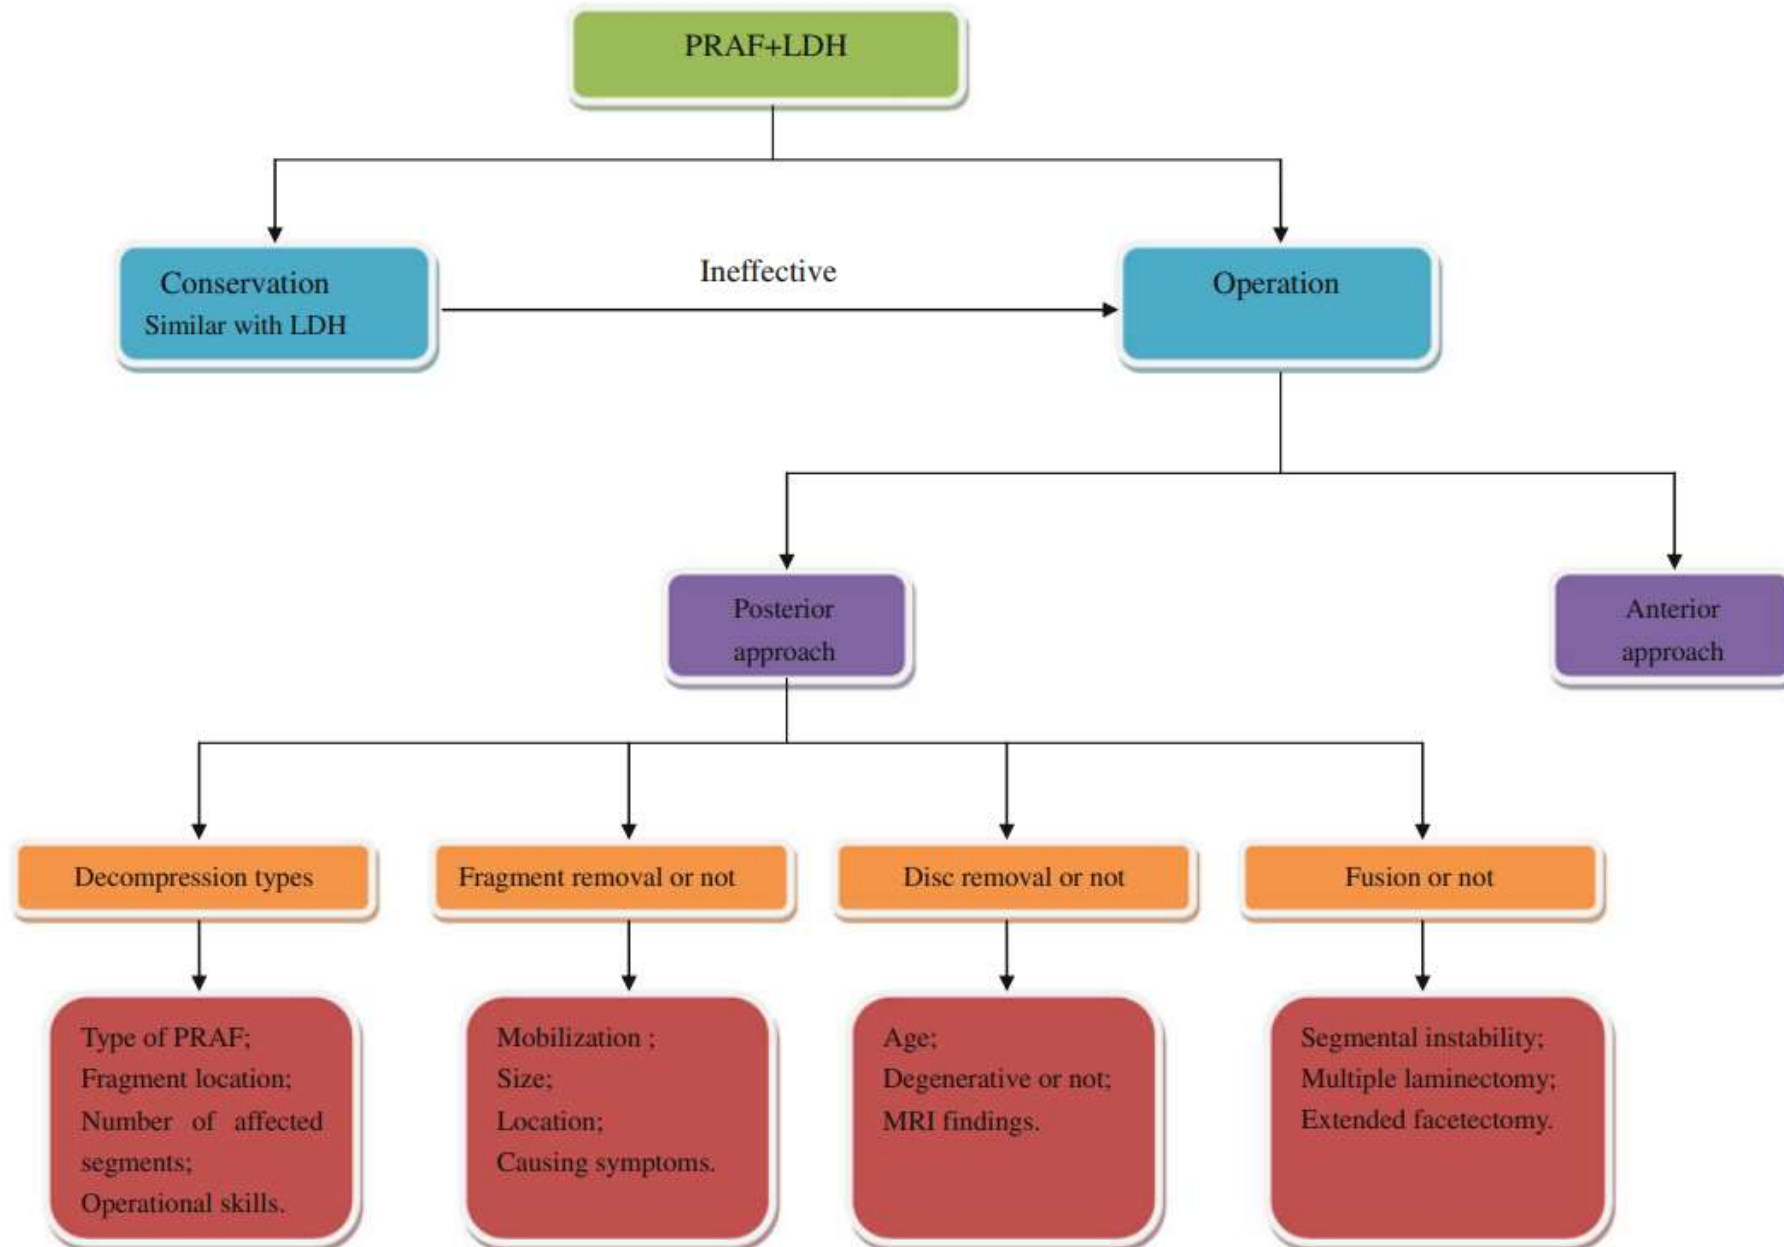 PRAF+LDH
Conservation
Similar with LDH
Ineffective
Operation
Posterior
approach
Anterior
approach
Decompression types
Fragment removal or not
Disc removal or not
Fusion or not
Type of PRAF;
Fragment location;
Number of affected
segments;
Operational skills.
Mobilization ;
Size;
Location;
Causing symptoms.
Age;
Degenerative or not;
MRI findings.
Segmental instability;
Multiple laminectomy;
Extended facetectomy.